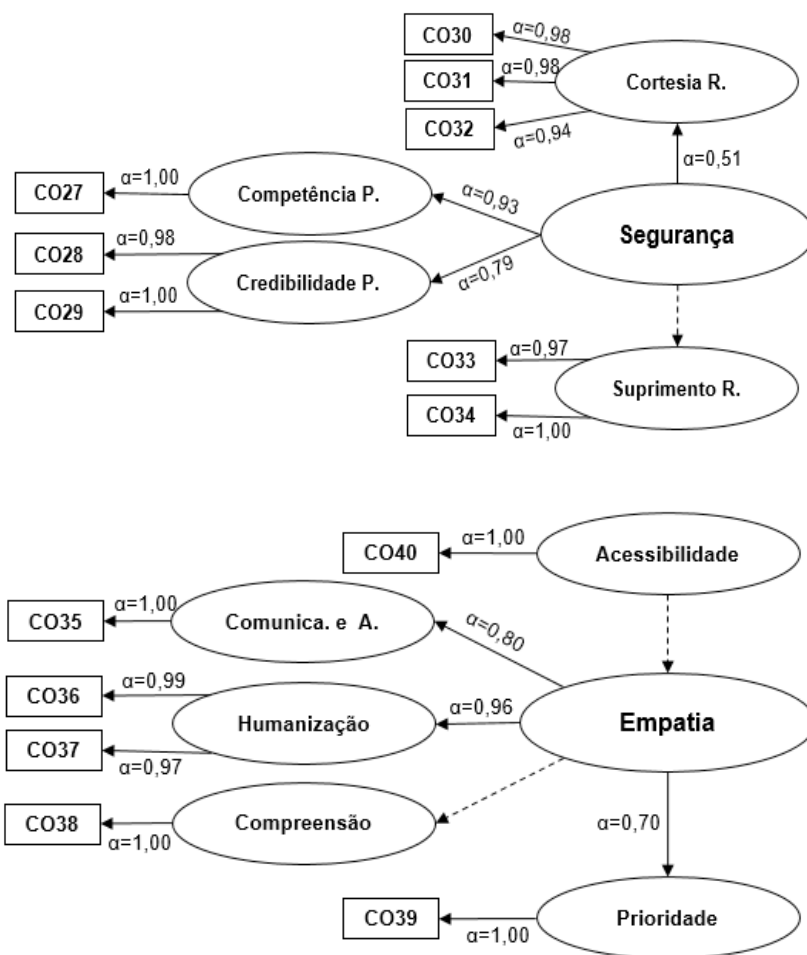 CO30
α=0,98
CO31
α=0,98
Cortesia R.
CO32
α=0,94
α=0,51
CO27
α=1,00
Competência P.
α=0,93
Segurança
CO28
α=0,98
Credibilidade P.
α=0,79
CO29
α=1,00
CO33
α=0,97
Suprimento R.
CO34
α=1,00
CO40
α=1,00
Acessibilidade
CO35
α=1,00
Comunica. e A.
α=0,80
CO36
α=0,99
Humanização
α=0,96
Empatia
CO37
α=0,97
CO38
α=1,00
Compreensão
α=0,70
CO39
α=1,00
Prioridade